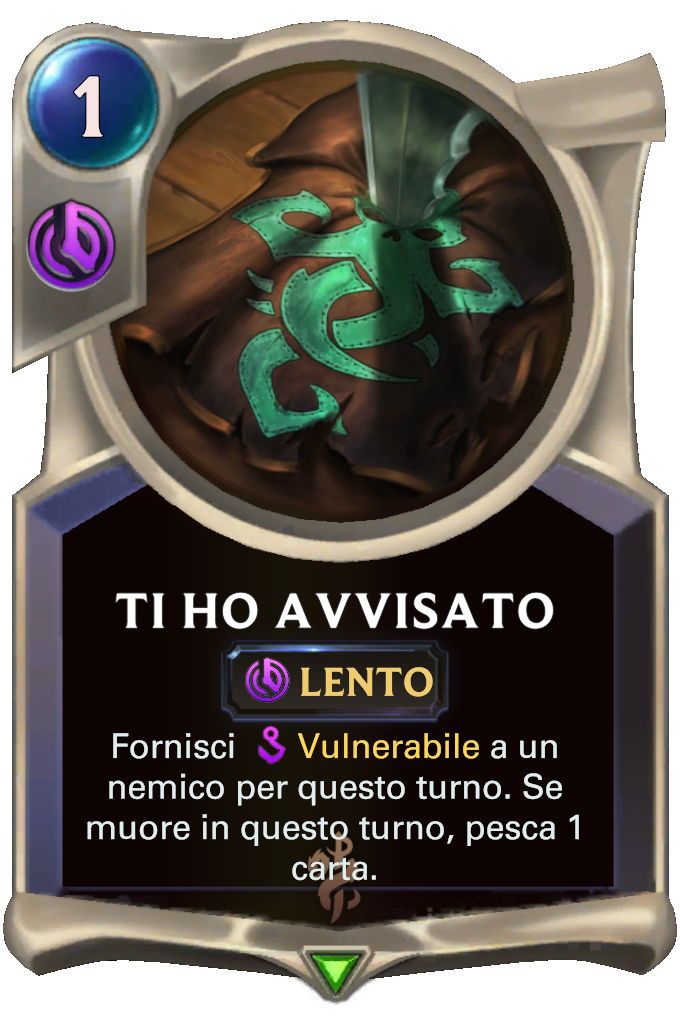 1
TI HO AVVISATO
LENTO
Fornisci Vulnerabile a un
nemico per questo turno. Se
muore in questo turno, pesca 1
carta.